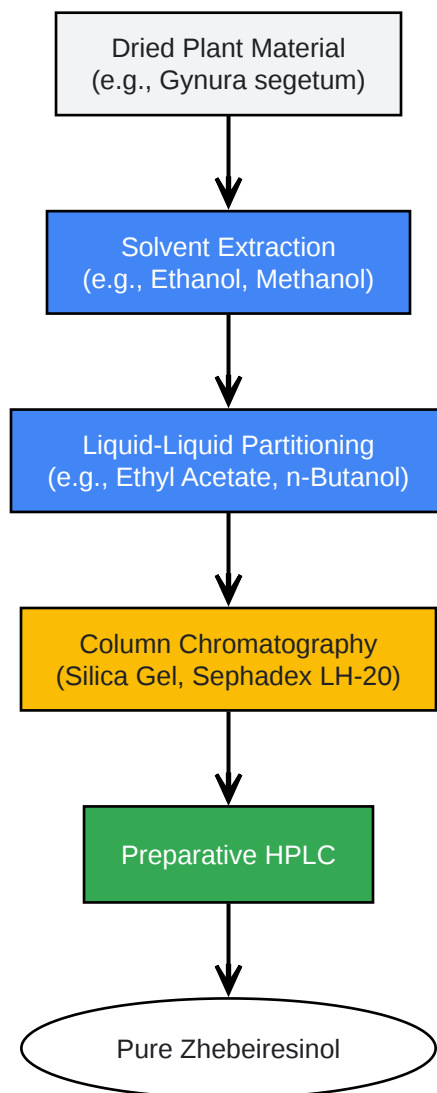 Dried Plant Material
(e.g., Gynura segetum)
Solvent Extraction
(e.g., Ethanol, Methanol)
Liquid-Liquid Partitioning
(e.g., Ethyl Acetate, n-Butanol)
Column Chromatography
(Silica Gel, Sephadex LH-20)
Preparative HPLC
Pure Zhebeiresinol